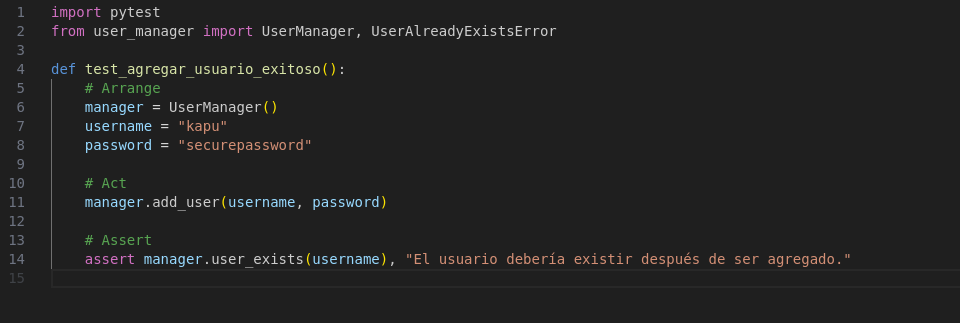 1 import pytest
2 from user_manager import UserManager, UserAlreadyExistsError
3
4 def test_agregar_usuario_exitoso():
5     # Arrange
6     manager = UserManager()
7     username = "kapu"
8     password = "securepassword"
9
10     # Act
11     manager.add_user(username, password)
12
13     # Assert
14     assert manager.user_exists(username), "El usuario debería existir después de ser agregado."
15